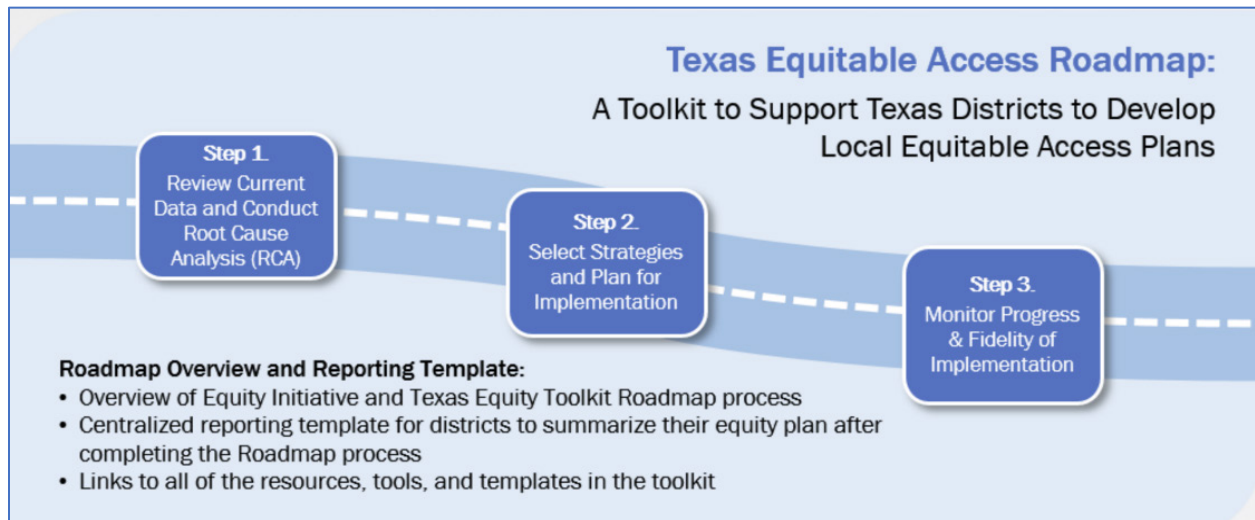 Texas Equitable Access Roadmap:
A Toolkit to Support Texas Districts to Develop
Local Equitable Access Plans
Step 1.
Review Current
Data and Conduct
Root Cause
Analysis (RCA)
Step 2.
Select Strategies
and Plan for
Implementation
Step 3.
Monitor Progress
& Fidelity of
Implementation
Roadmap Overview and Reporting Template:
• Overview of Equity Initiative and Texas Equity Toolkit Roadmap process
• Centralized reporting template for districts to summarize their equity plan after
completing the Roadmap process
• Links to all of the resources, tools, and templates in the toolkit